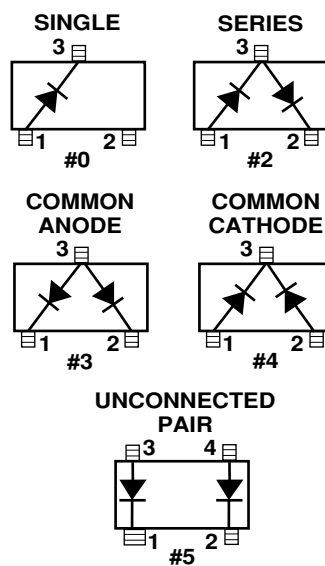 SINGLE
3
1 2
#0
SERIES
3
1 2
#2
COMMON
ANODE
3
1 2
#3
COMMON
CATHODE
3
1 2
#4
UNCONNECTED
PAIR
3 4
1 2
#5